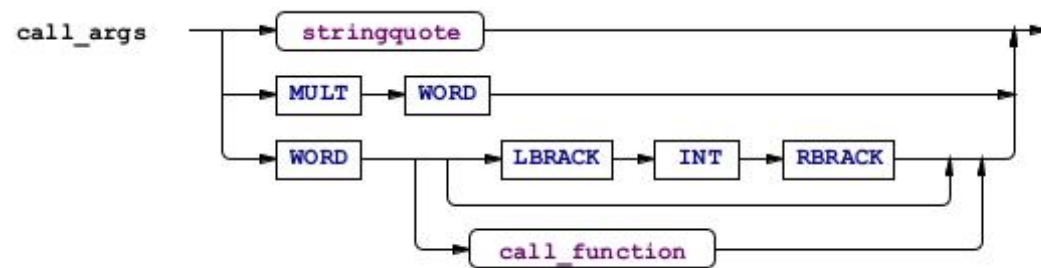 call_args stringquote
MULT WORD
WORD LBRACK INT RBRACK
call_function